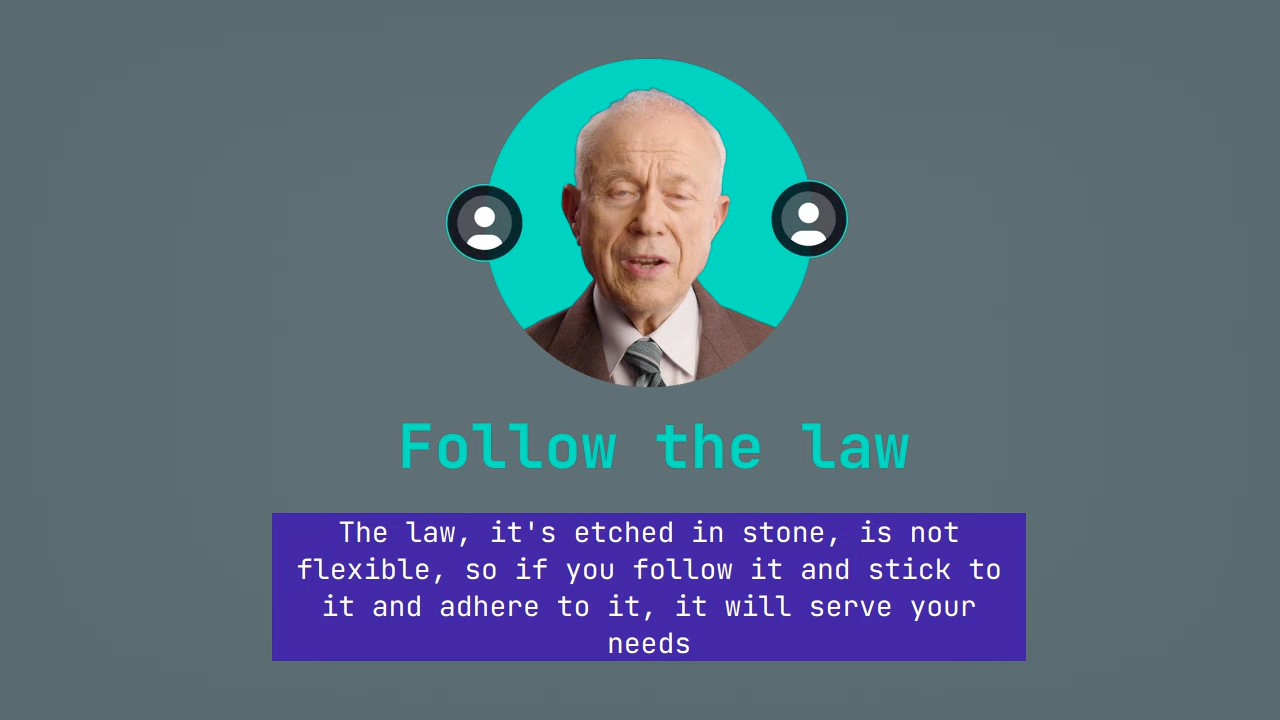 Follow the law
The law, it's etched in stone, is not
flexible, so if you follow it and stick to
it and adhere to it, it will serve your
needs